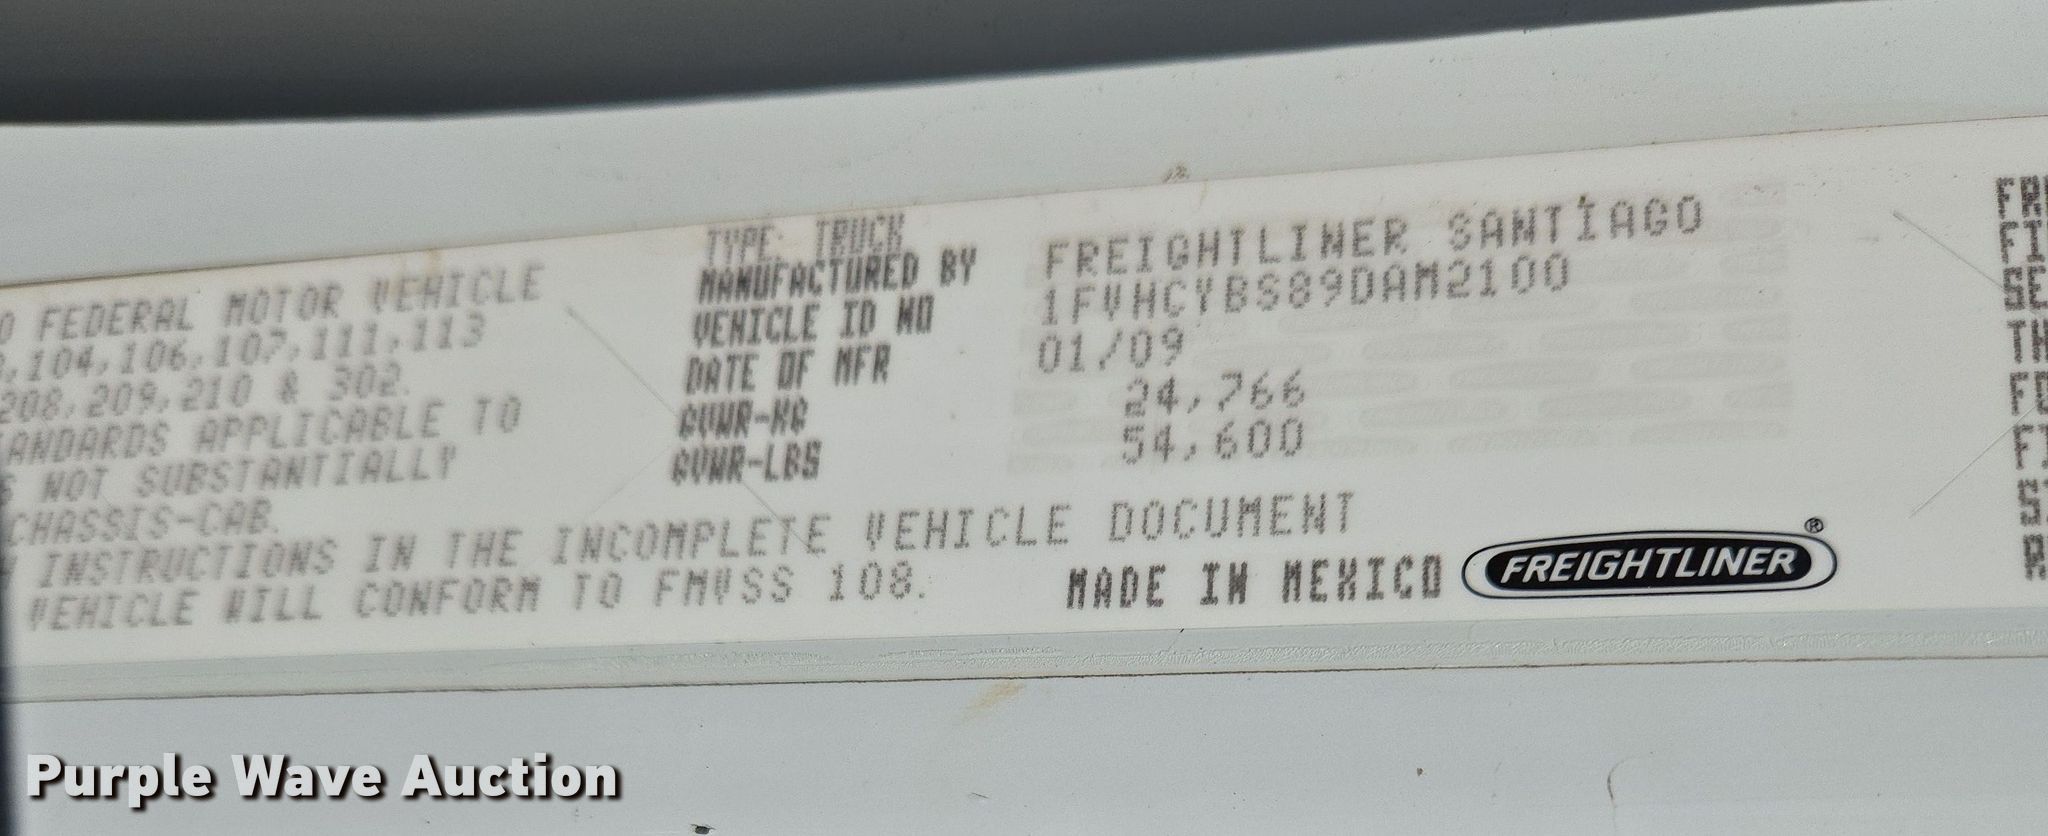 O FEDERAL MOTOR VEHICLE
,104,106,107,111,113
208,209,210 & 302.
TANDARDS APPLICABLE TO
NOT SUBSTANTIALLY
CHASSIS-CAB.
INSTRUCTIONS IN THE INCOMPLETE VEHICLE DOCUMENT
VEHICLE WILL CONFORM TO FMVSS 108.
TYPE: TRUCK
MANUFACTURED BY FREIGHTLINER SANTIAGO
VEHICLE ID NO 1FVHCYBS89DAM2100
DATE OF MFR 01/09
GVWR-KG 24,766
GVWR-LBS 54,600
MADE IN MEXICO
FREIGHTLINER®
Purple Wave Auction